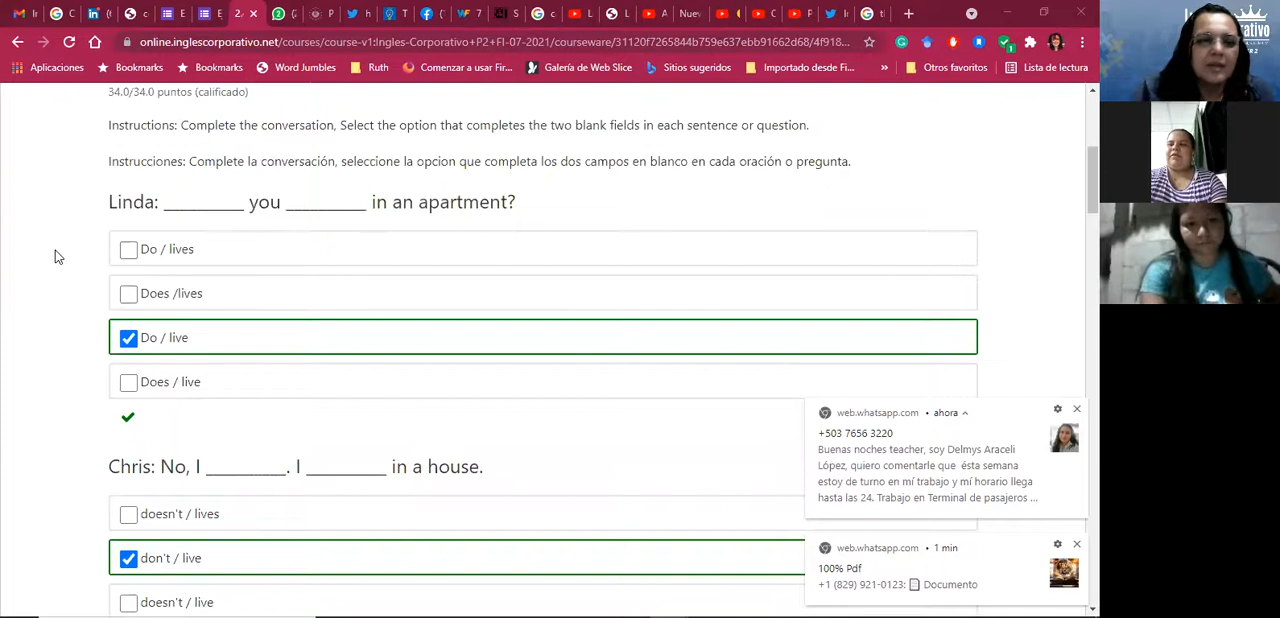 online.inglescorporativo.net/courses/course-v1:Ingles-Corporativo+P2+FI-07-2021/courseware/31120f7265844b759e637ebb91662d68/4f918...
Aplicaciones Bookmarks Bookmarks Word Jumbles Ruth Comenzar a usar Fir... Galería de Web Slice Sitios sugeridos Importado desde Fi... » Otros favoritos Lista de lectura
34.0/34.0 puntos (calificado)
Instructions: Complete the conversation, Select the option that completes the two blank fields in each sentence or question.
Instrucciones: Complete la conversación, seleccione la opcion que completa los dos campos en blanco en cada oración o pregunta.
Linda: __________ you __________ in an apartment?
Do / lives
Does /lives
Do / live
Does / live
Chris: No, I __________. I __________ in a house.
doesn't / lives
don't / live
doesn't / live
web.whatsapp.com • ahora
+503 7656 3220
Buenas noches teacher, soy Delmys Araceli
López, quiero comentarle que ésta semana
estoy de turno en mí trabajo y mí horario llega
hasta las 24. Trabajo en Terminal de pasajeros ...
web.whatsapp.com • 1 min
100% Pdf
+1 (829) 921-0123: Documento